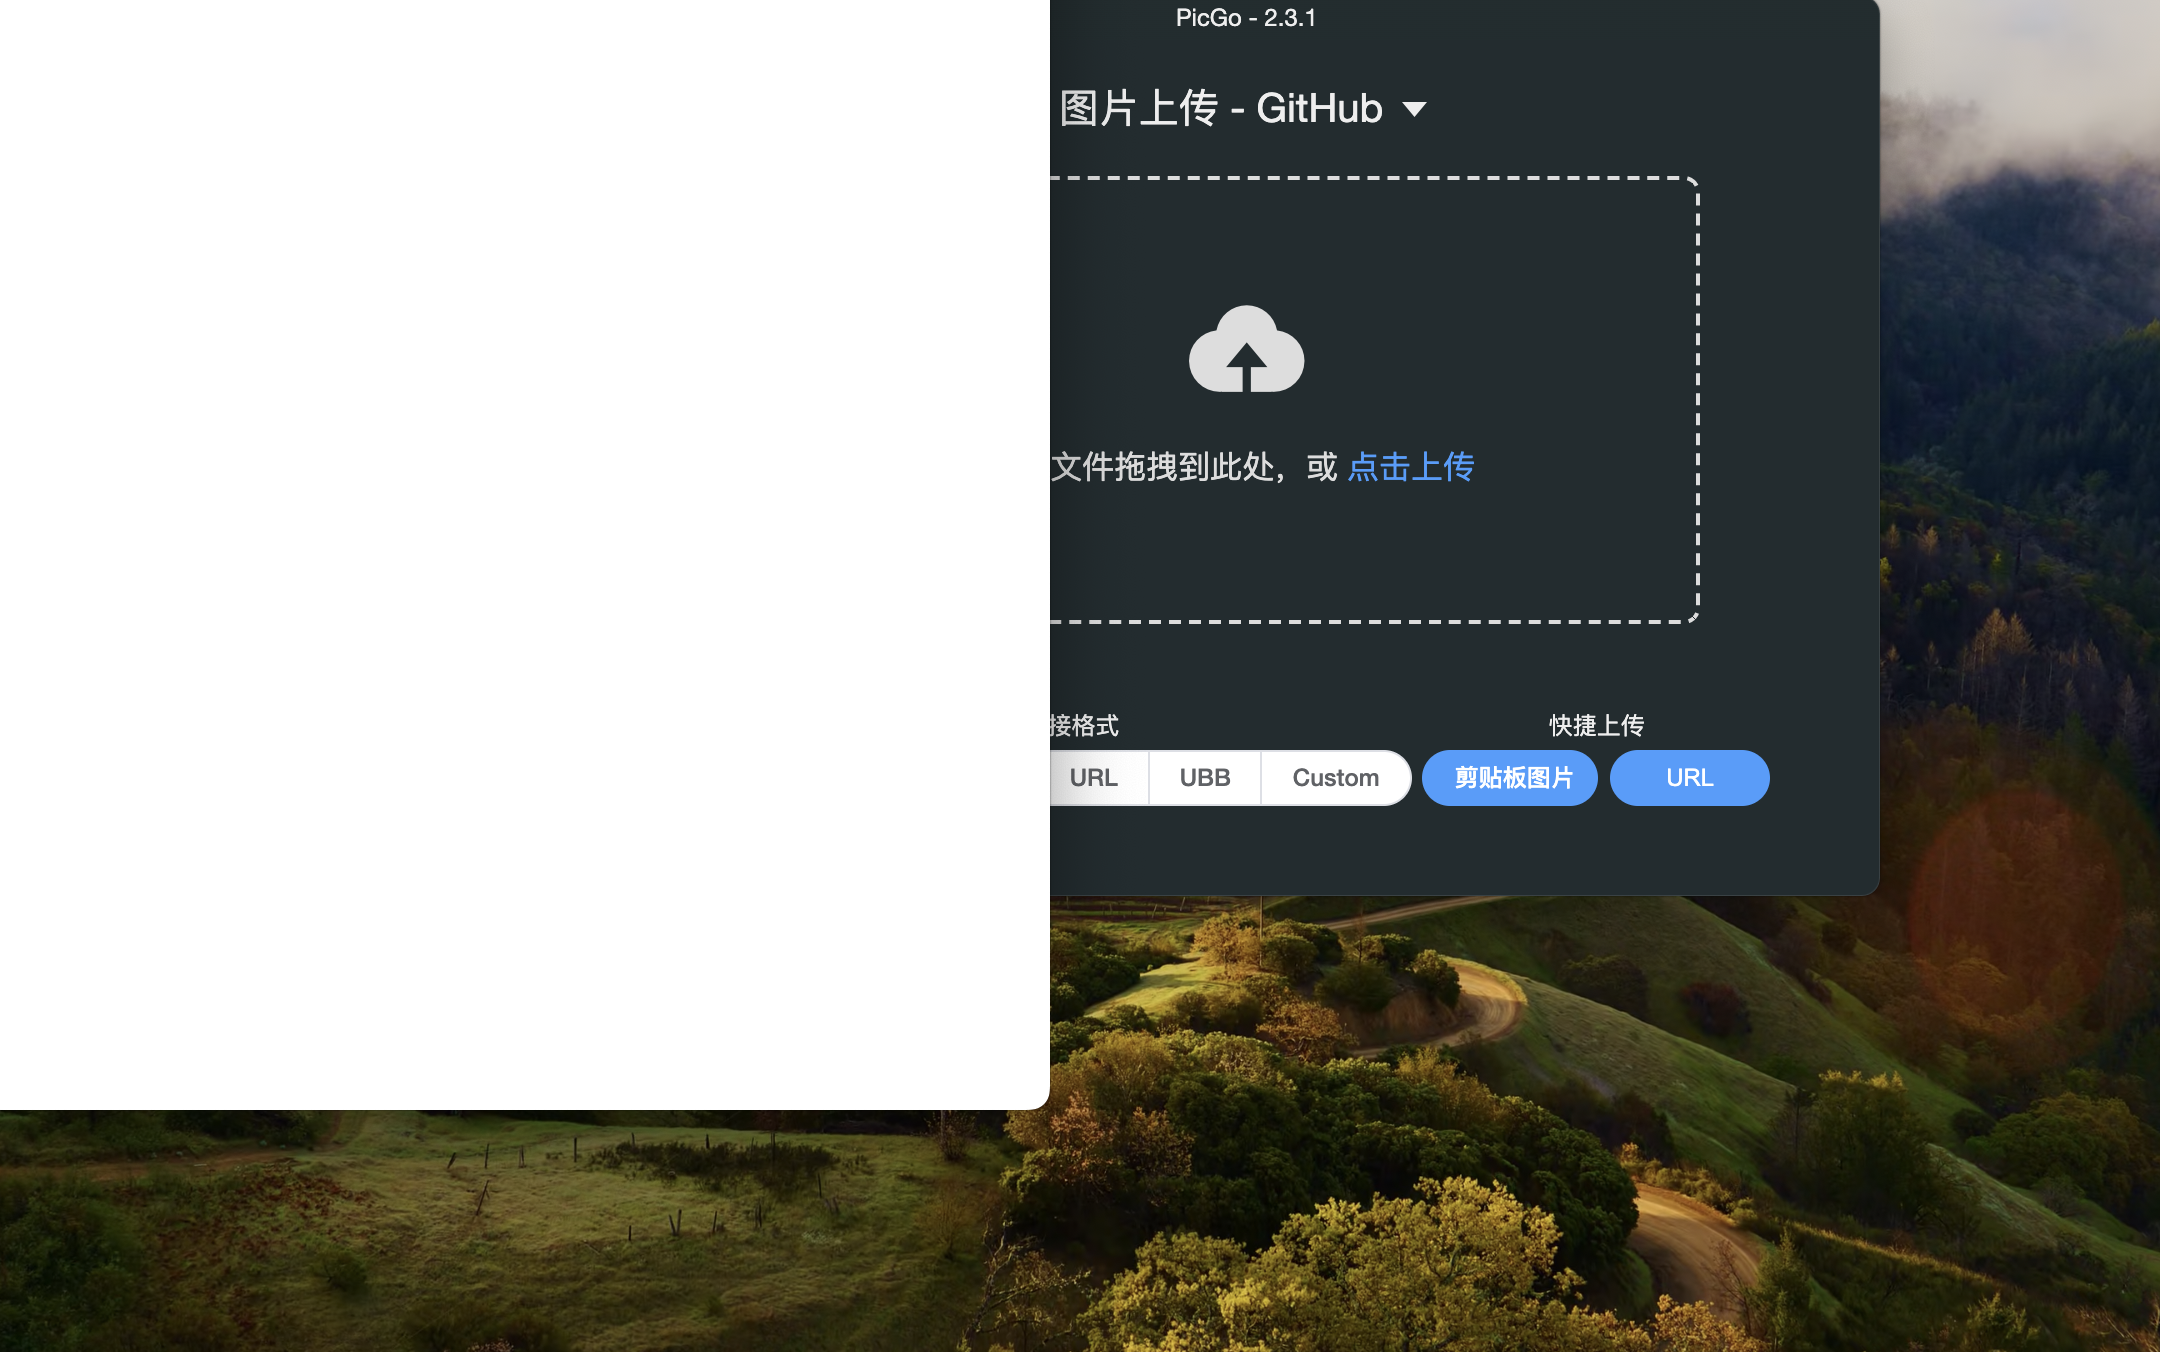 PicGo - 2.3.1
图片上传 - GitHub
文件拖拽到此处，或 点击上传
接格式
快捷上传
URL
UBB
Custom
剪贴板图片
URL